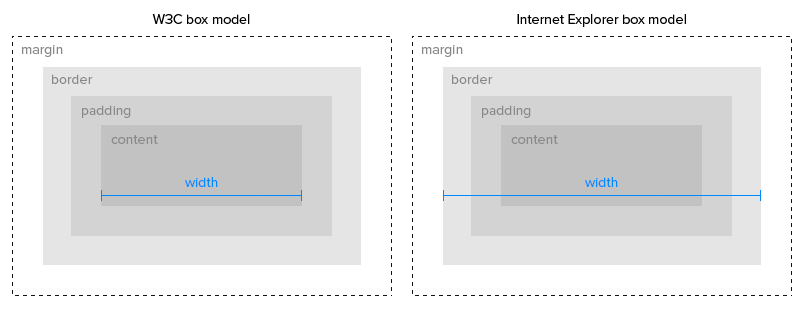 W3C box model
margin
border
padding
content
width
Internet Explorer box model
margin
border
padding
content
width